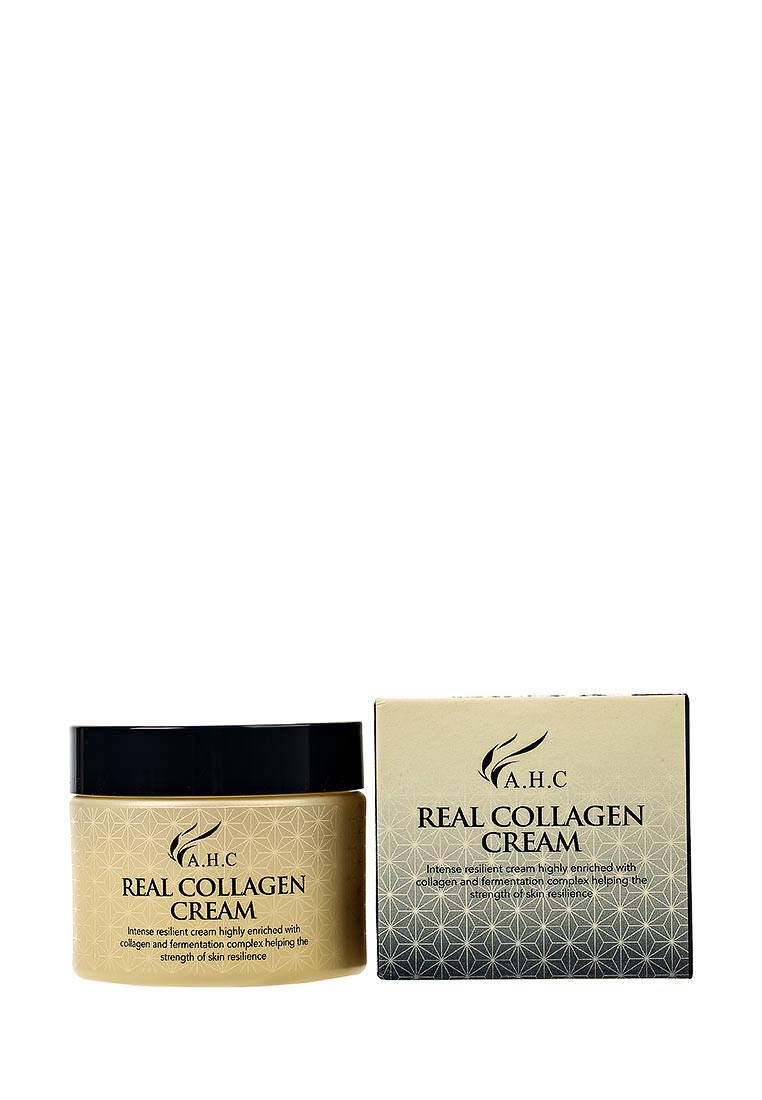 A.H.C
REAL COLLAGEN
CREAM
Intense resilient cream highly enriched with
collagen and fermentation complex helping the
strength of skin resilience
A.H.C
REAL COLLAGEN
CREAM
Intense resilient cream highly enriched with
collagen and fermentation complex helping the
strength of skin resilience